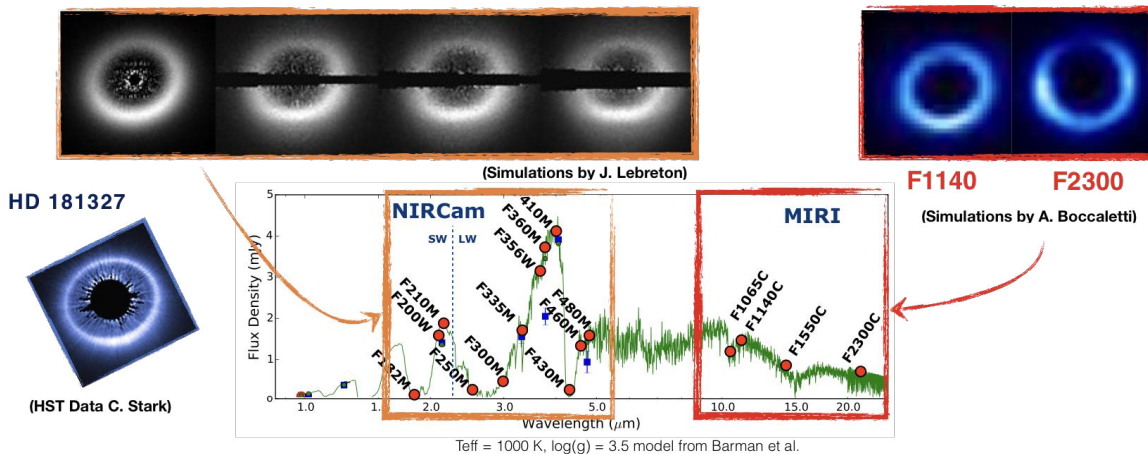 (Simulations by J. Lebreton)
F1140 F2300
(Simulations by A. Boccaletti)
HD 181327
(HST Data C. Stark)
NIRCam
SW LW
MIRI
Flux Density (mJy)
5
4
3
2
1
0
F182M
F200W
F210M
F250M
F300M
F335M
F356W
F360M
410M
F430M
F460M
F480M
F1065C
F1140C
F1550C
F2300C
1.0 1. 2.0 3.0 5.0 10.0 15.0 20.0
Wavelength (μm)
Teff = 1000 K, log(g) = 3.5 model from Barman et al.